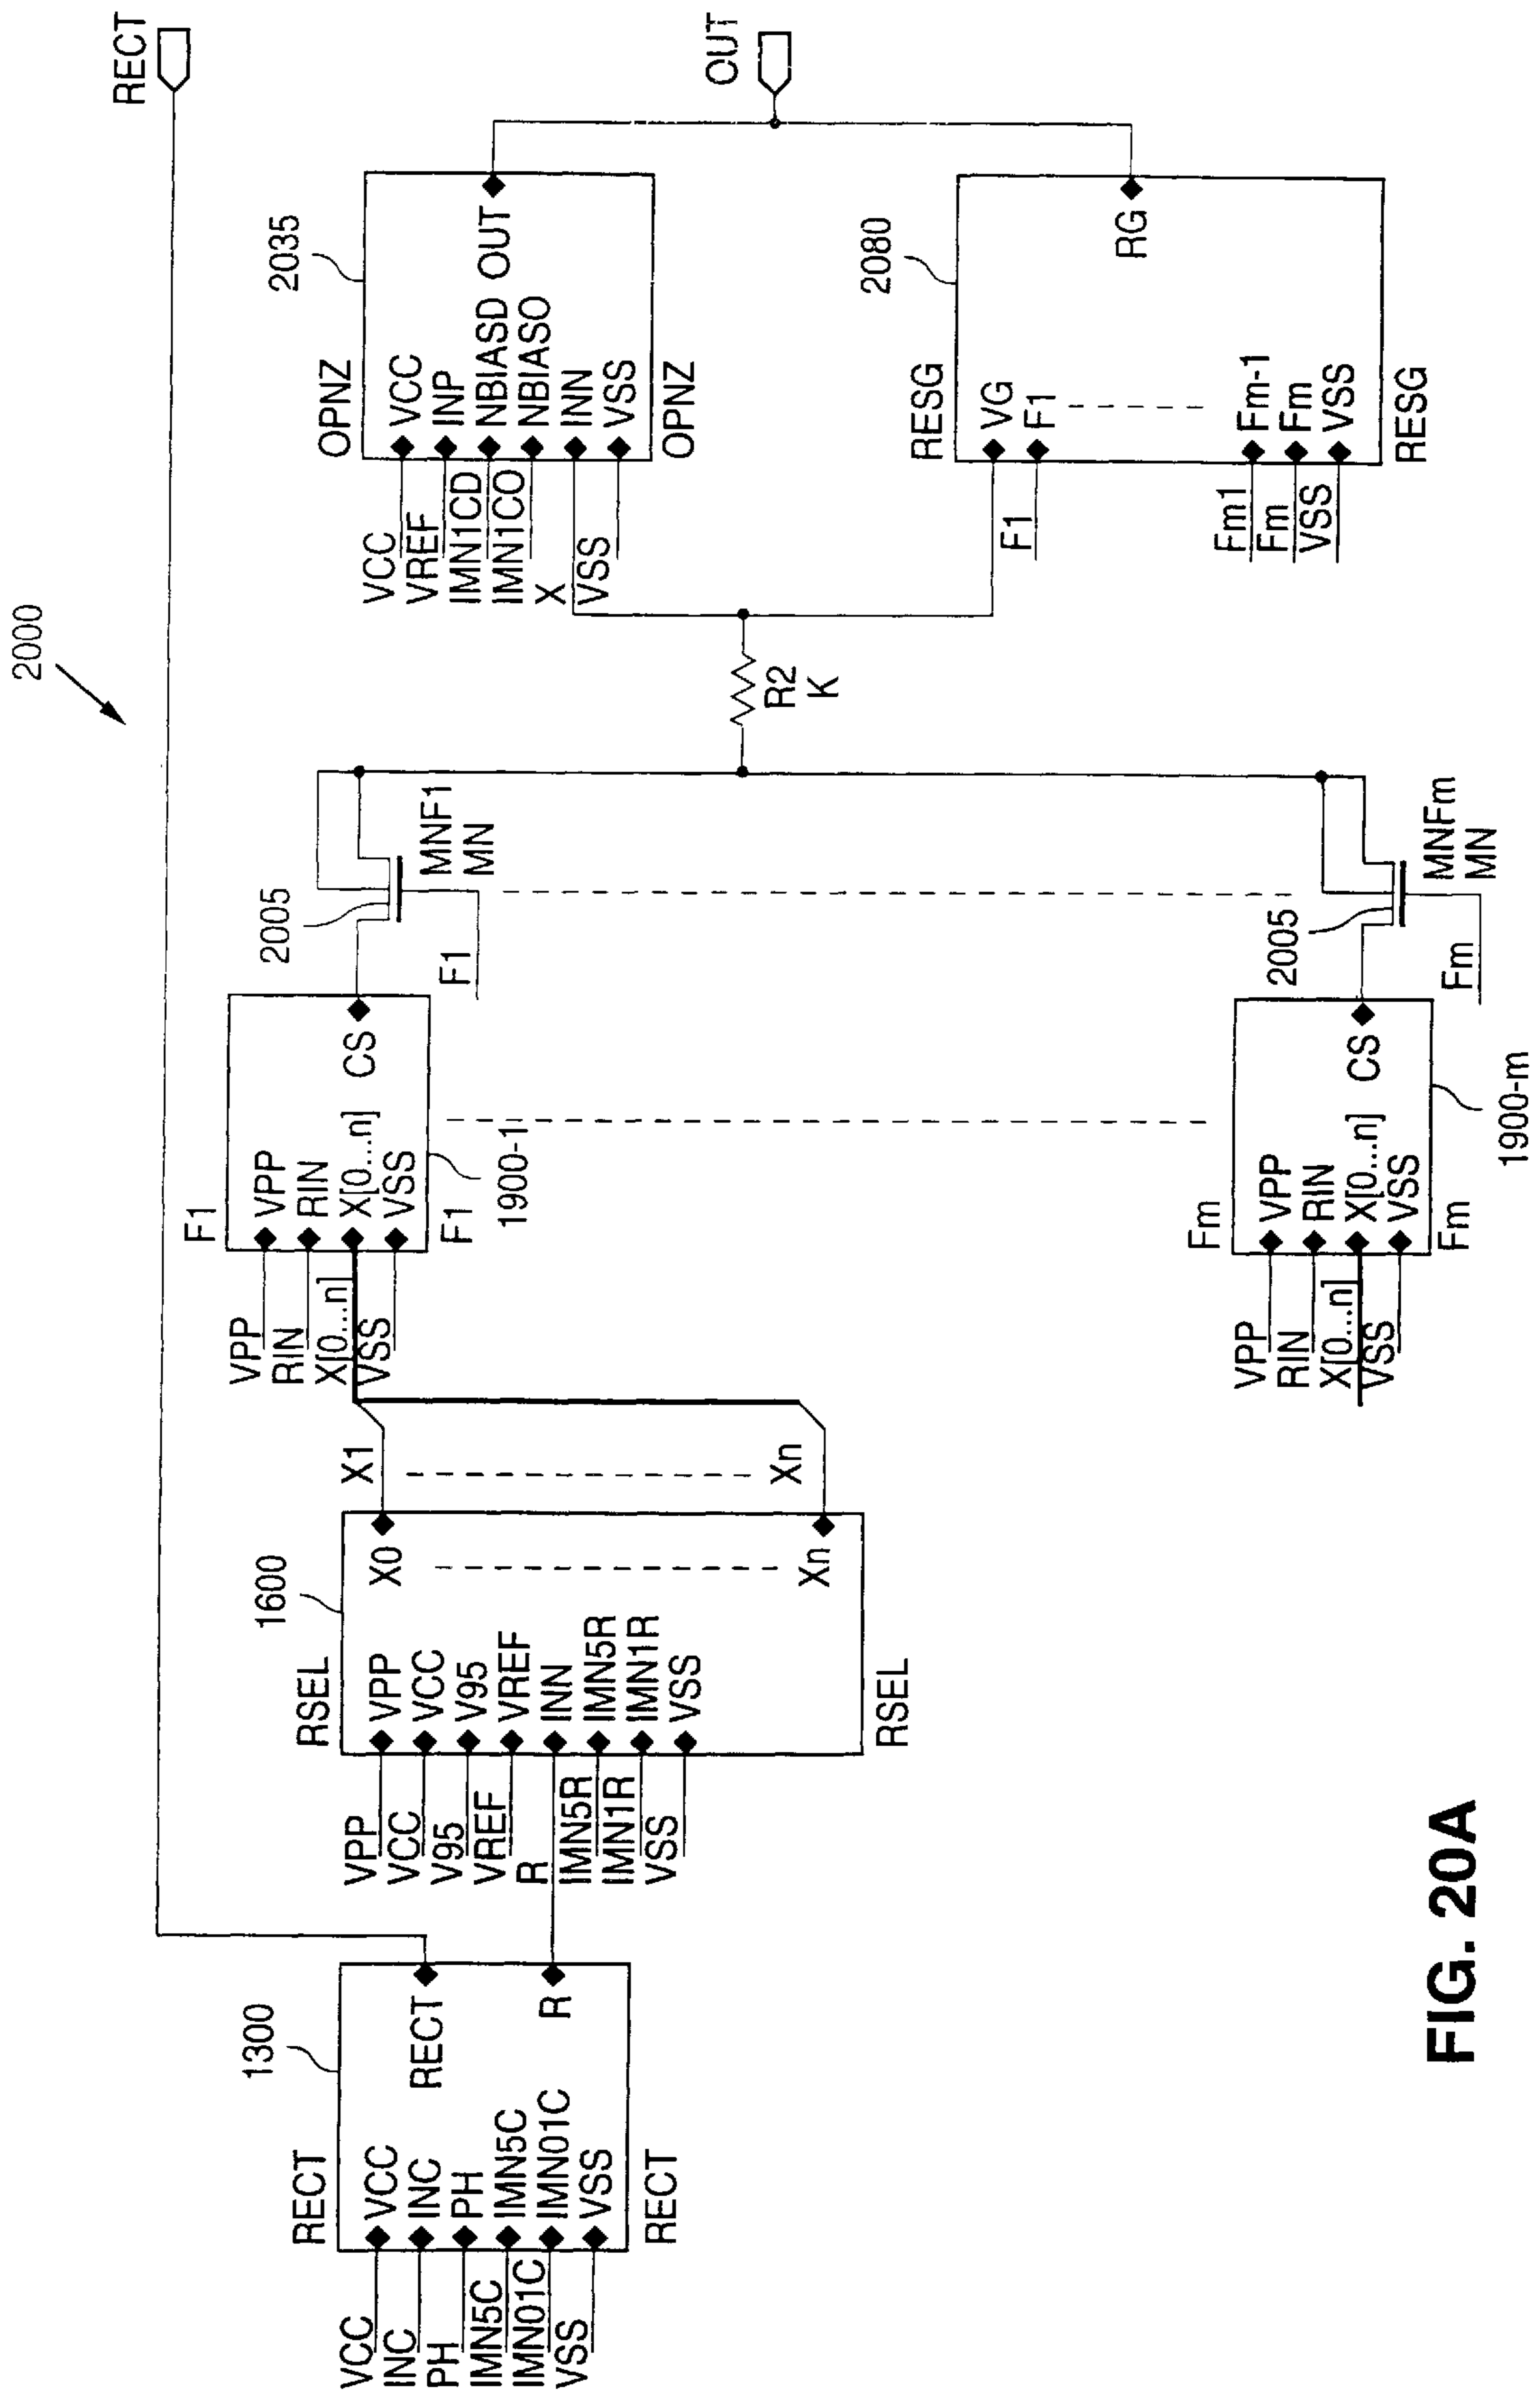 2000
RECT
RECT
1300
VCC
INC
PH
IMN5C
IMN01C
VSS
VCC
INC
PH
IMN5C
IMN01C
VSS
RECT
R
RECT
RSEL
1600
VPP
VCC
V95
VREF
R
IMN5R
IMN1R
VSS
VPP
VCC
V95
VREF
INN
IMN5R
IMN1R
VSS
X0
Xn
RSEL
X1
Xn
F1
VPP
RIN
X[0...n]
VSS
VPP
RIN
X[0...n]
VSS
CS
F1
1900-1
2005
F1
MNF1
MN
Fm
VPP
RIN
X[0...n]
VSS
VPP
RIN
X[0...n]
VSS
CS
Fm
1900-m
2005
Fm
MNFm
MN
R2
K
OPNZ
2035
VCC
VREF
IMN1CD
IMN1CO
X
VSS
VCC
INP
NBIASD
NBIASO
INN
VSS
OUT
OPNZ
RESG
2080
F1
Fm1
Fm
VSS
VG
F1
Fm-1
Fm
VSS
RG
RESG
OUT
FIG. 20A